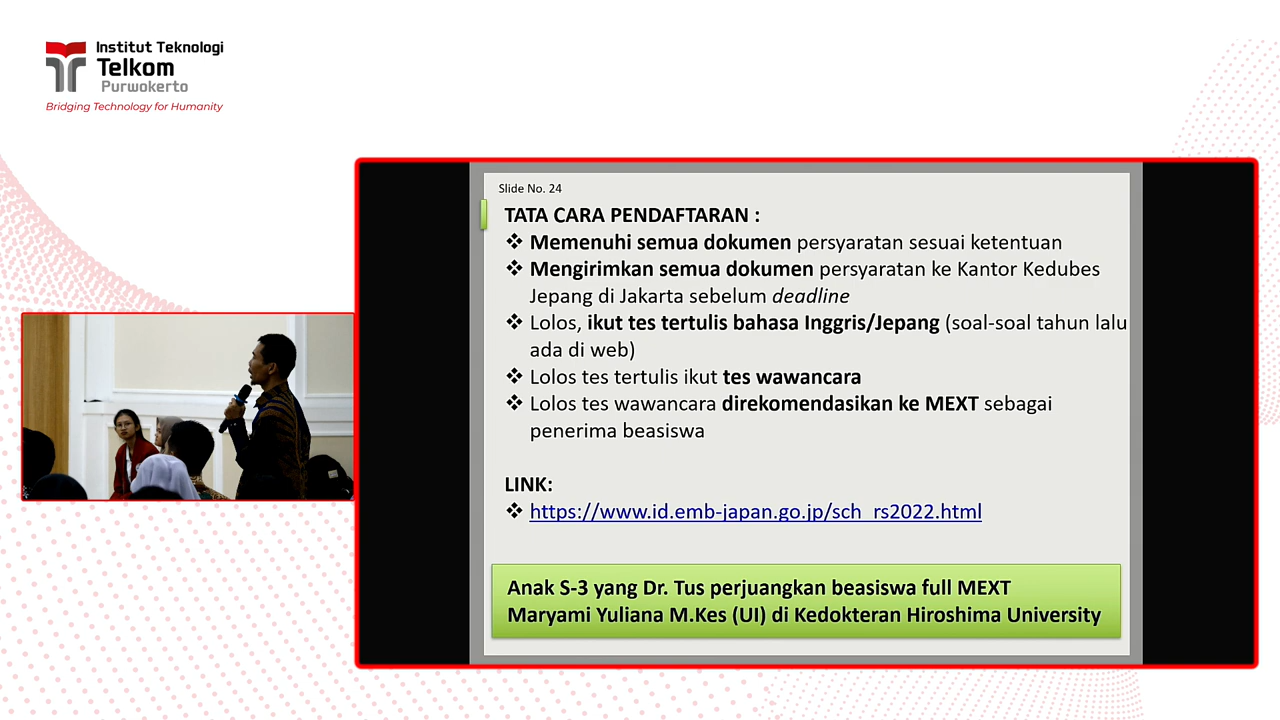 Institut Teknologi
Telkom
Purwokerto
Bridging Technology for Humanity
Slide No. 24
TATA CARA PENDAFTARAN :
❖ Memenuhi semua dokumen persyaratan sesuai ketentuan
❖ Mengirimkan semua dokumen persyaratan ke Kantor Kedubes
Jepang di Jakarta sebelum deadline
❖ Lolos, ikut tes tertulis bahasa Inggris/Jepang (soal-soal tahun lalu
ada di web)
❖ Lolos tes tertulis ikut tes wawancara
❖ Lolos tes wawancara direkomendasikan ke MEXT sebagai
penerima beasiswa
LINK:
❖ https://www.id.emb-japan.go.jp/sch_rs2022.html
Anak S-3 yang Dr. Tus perjuangkan beasiswa full MEXT
Maryami Yuliana M.Kes (UI) di Kedokteran Hiroshima University